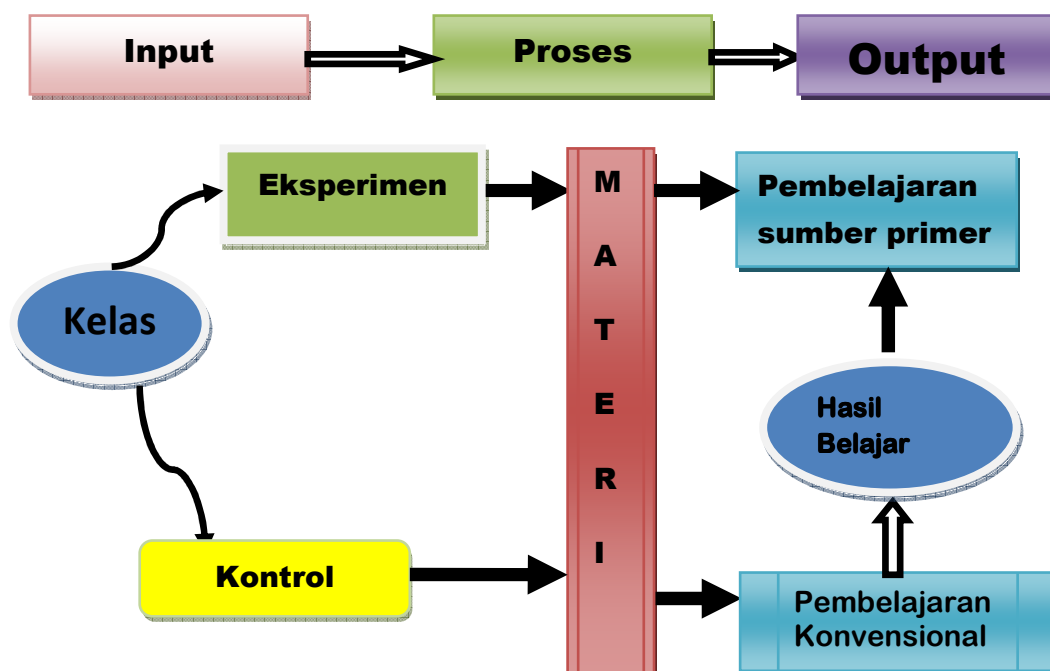 Input
Proses
Output
Kelas
Eksperimen
Kontrol
M
A
T
E
R
I
Pembelajaran
sumber primer
Hasil
Belajar
Pembelajaran
Konvensional